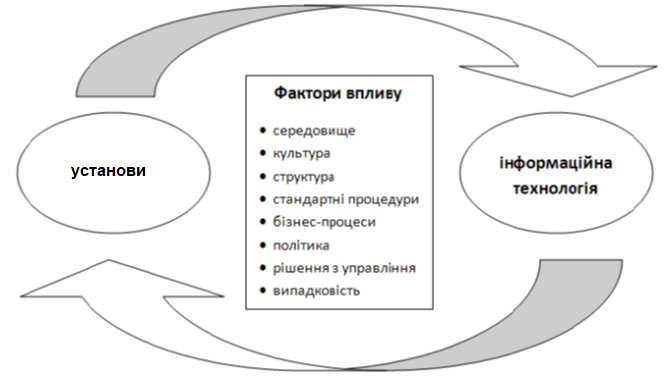 установи
Фактори впливу
• середовище
• культура
• структура
• стандартні процедури
• бізнес-процеси
• політика
• рішення з управління
• випадковість
інформаційна
технологія